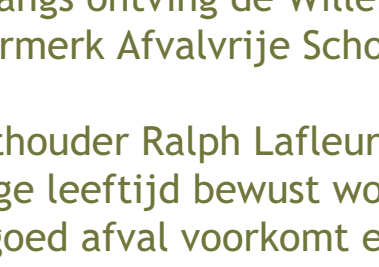 angs ontving de Wille
rmerk Afvalvrije Scho
thouder Ralph Lafleur
ge leeftijd bewust wo
goed afval voorkomt e